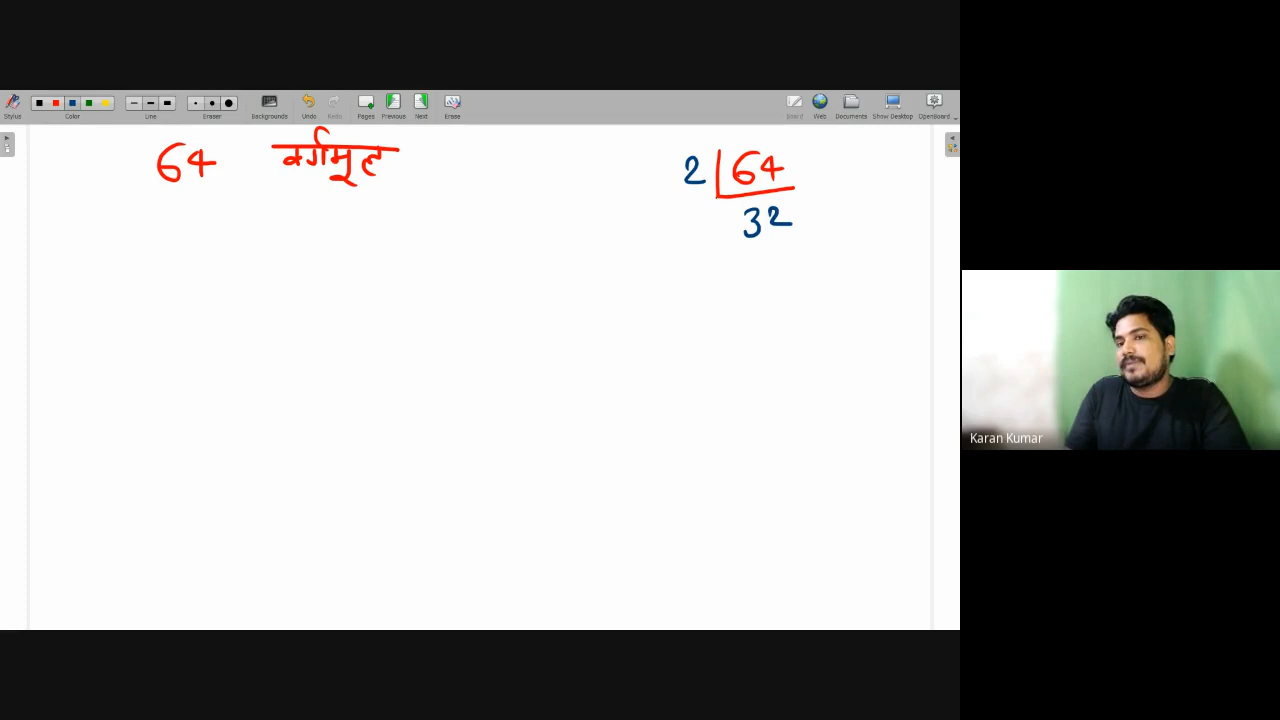 Stylus Color Line Eraser Backgrounds Undo Redo Pages Previous Next Erase Board Web Documents Show Desktop OpenBoard
64 वर्गमूल 2 64
32
Karan Kumar